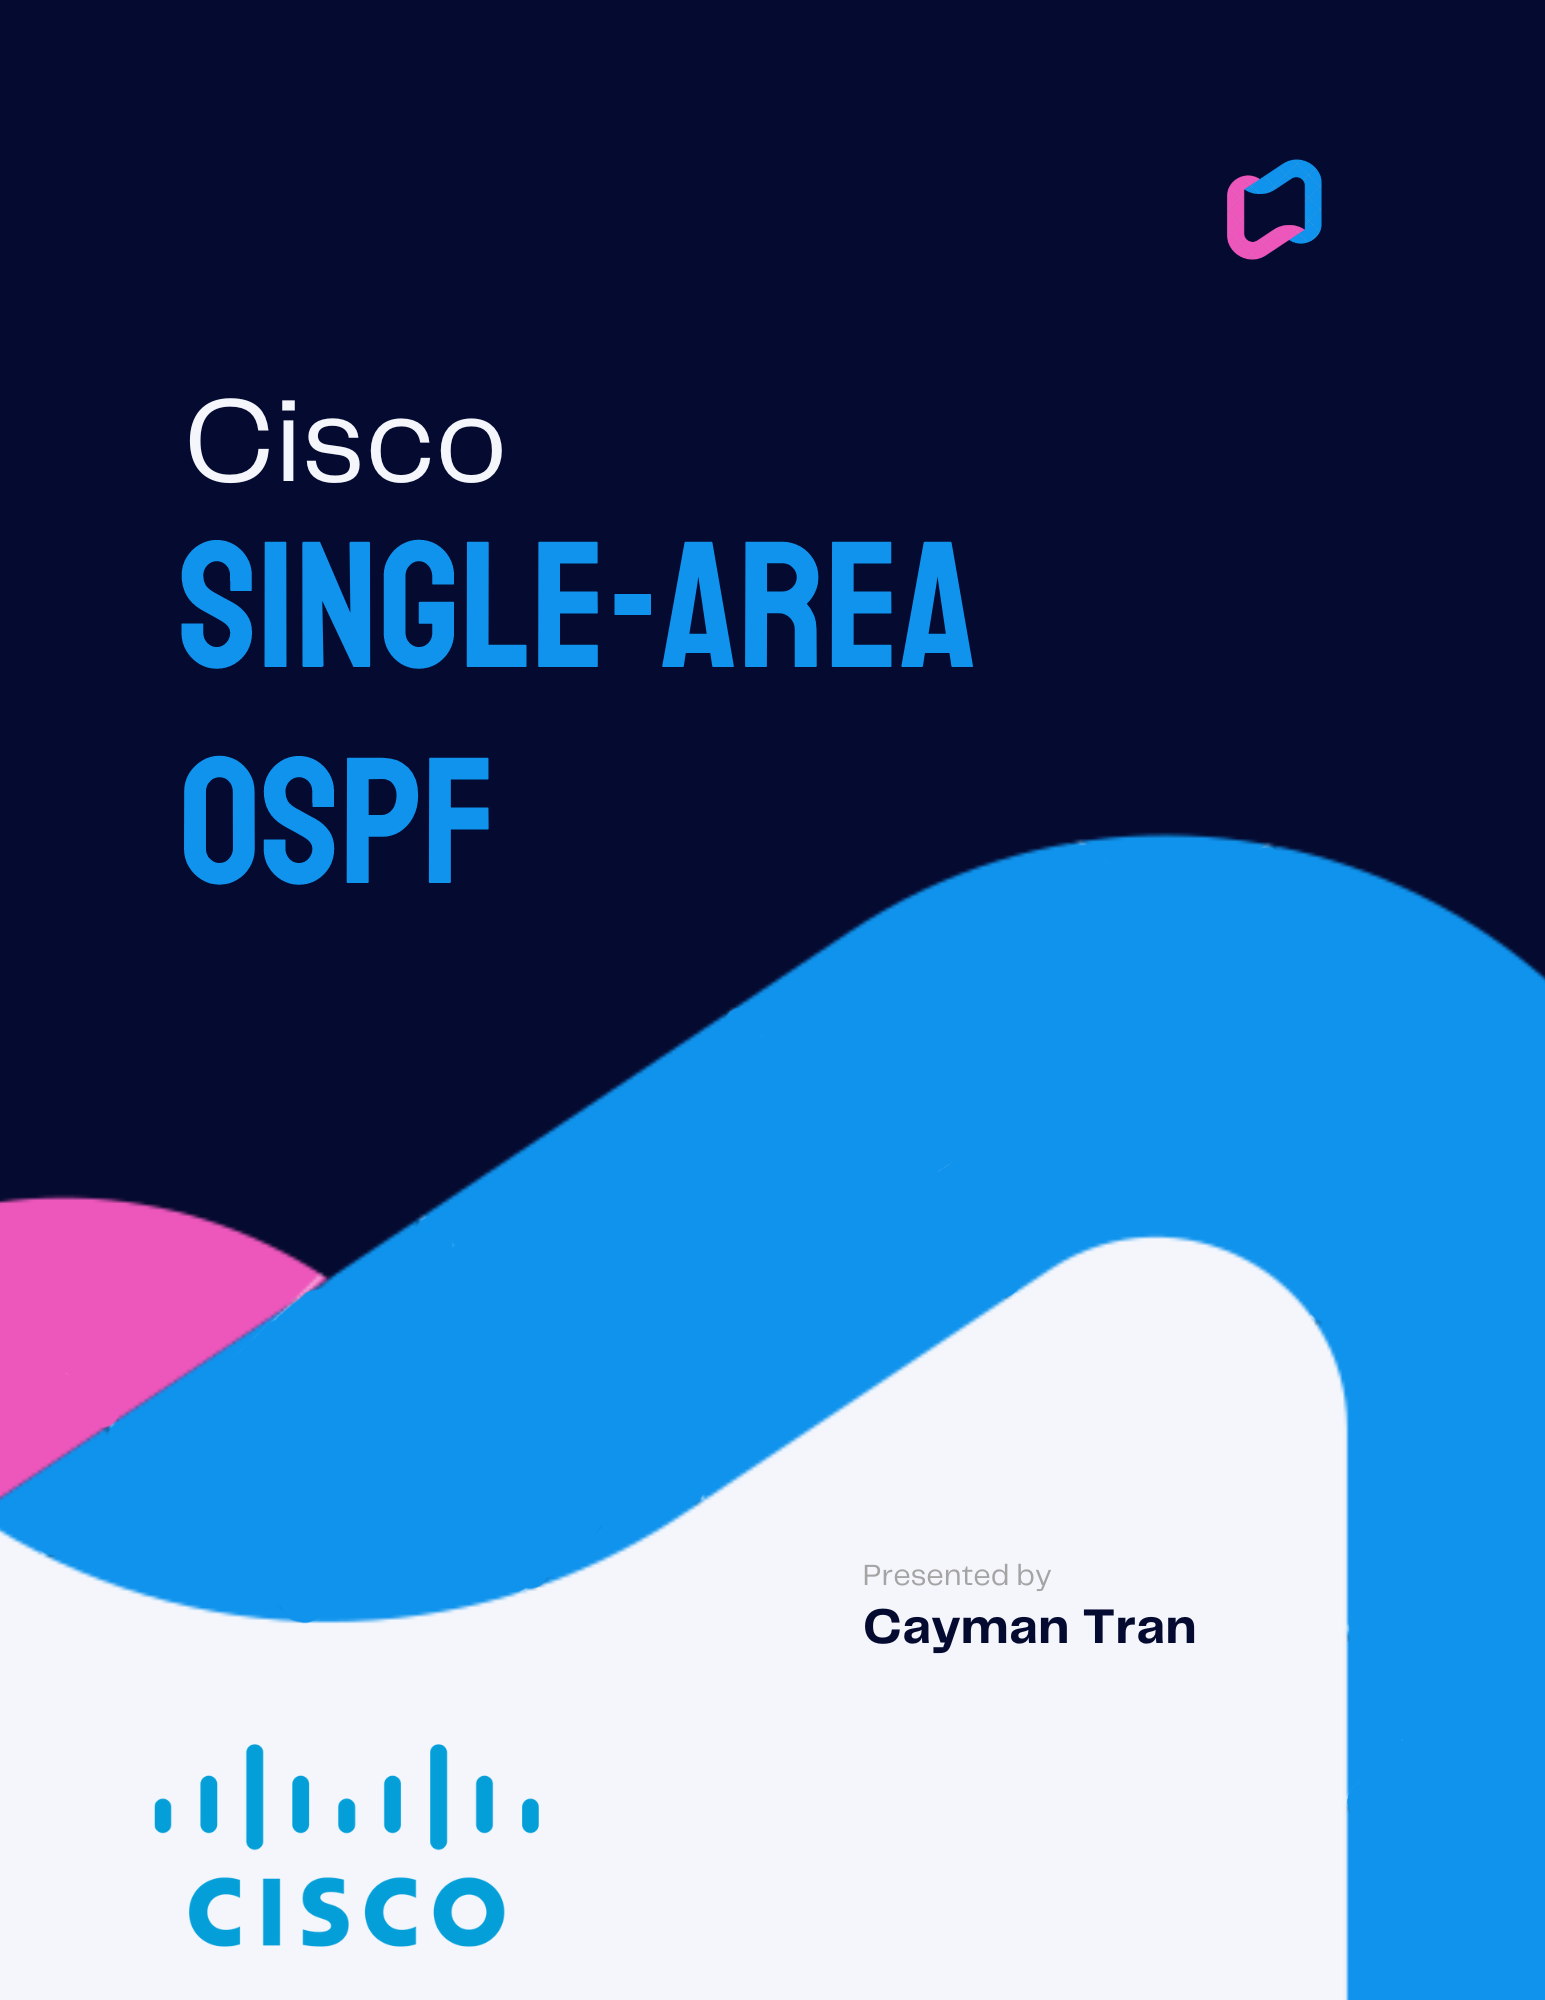 Cisco
SINGLE-AREA
OSPF
Presented by
Cayman Tran
CISCO